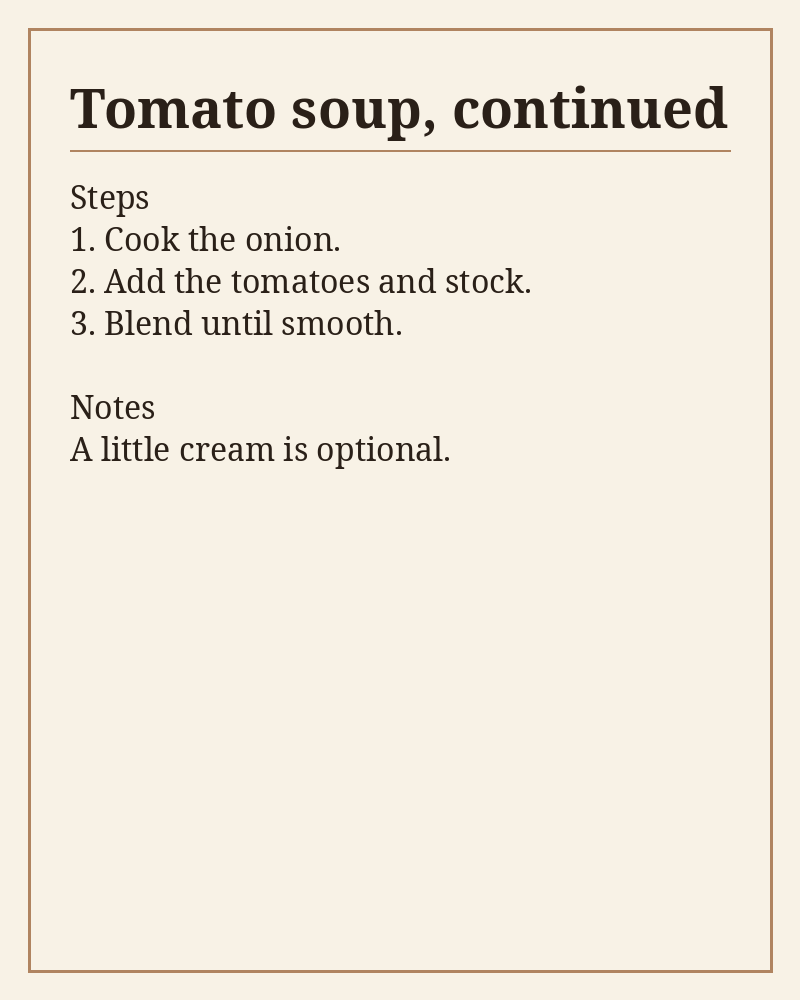 Tomato soup, continued
Steps
1. Cook the onion.
2. Add the tomatoes and stock.
3. Blend until smooth.
Notes
A little cream is optional.